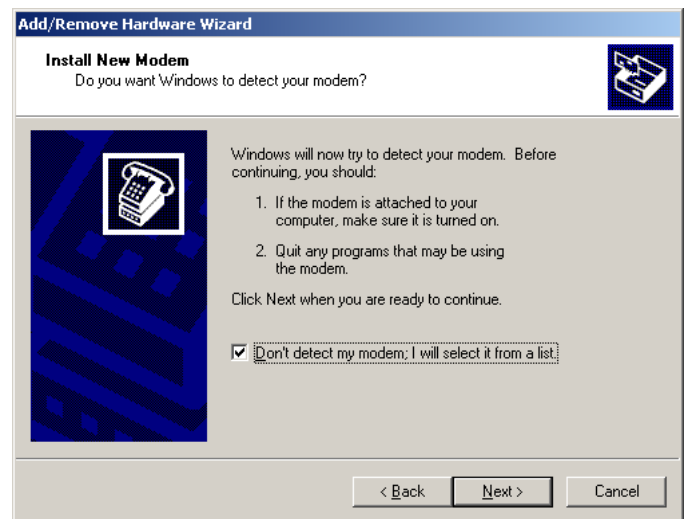 Add/Remove Hardware Wizard
Install New Modem
Do you want Windows to detect your modem?
Windows will now try to detect your modem. Before
continuing, you should:
1. If the modem is attached to your
computer, make sure it is turned on.
2. Quit any programs that may be using
the modem.
Click Next when you are ready to continue.
Don't detect my modem; I will select it from a list.
< Back
Next >
Cancel